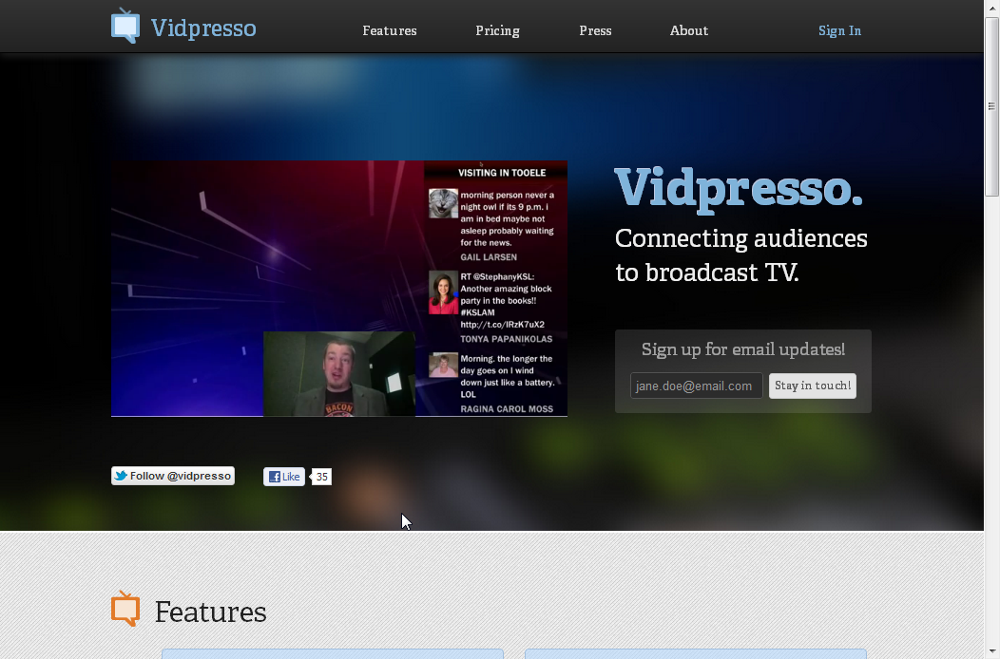 Vidpresso
Features
Pricing
Press
About
Sign In
VISITING IN TOOELE
morning person never a
night owl if its 9 p.m. i
am in bed maybe not
asleep probably waiting
for the news.
GAIL LARSEN
RT @StephanyKSL:
Another amazing block
party in the books!!
#KSLAM
http://t.co/IRzK7uX2
TONYA PAPANIKOLAS
Morning. the longer the
day goes on I wind
down just like a battery.
LOL
RAGINA CAROL MOSS
BACON
Vidpresso.
Connecting audiences
to broadcast TV.
Sign up for email updates!
jane.doe@email.com
Stay in touch!
Follow @vidpresso
Like
35
Features